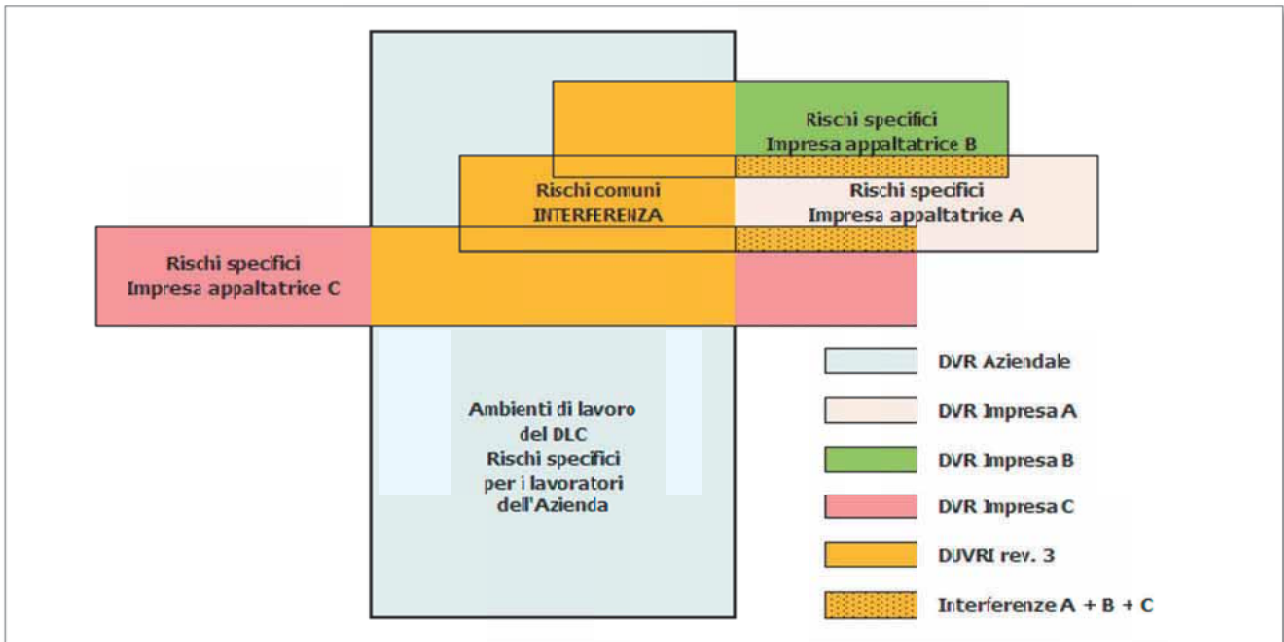 Rischi specifici
Impresa appaltatrice B
Rischi comuni
INTERFERENZA
Rischi specifici
Impresa appaltatrice A
Rischi specifici
Impresa appaltatrice C
Ambienti di lavoro
del DLC
Rischi specifici
per i lavoratori
dell'Azienda
DVR Aziendale
DVR Impresa A
DVR Impresa B
DVR Impresa C
DUVRI rev. 3
Interferenze A + B + C